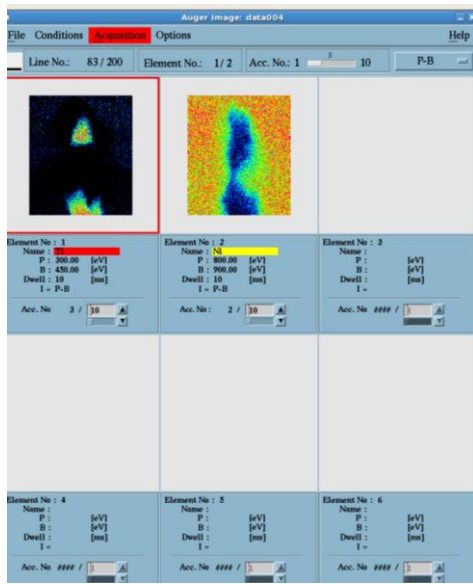 Auger Image: data004
File Conditions Acquisition Options Help
Line No.: 83 / 200 Element No.: 1 / 2 Acc. No.: 1 3 10 P-B
Element No : 1
Name : Ti
P : 300.00 [eV]
B : 450.00 [eV]
Dwell : 10 [ms]
I = P-B
Acc. No 3 / 10
Element No : 2
Name : Ni
P : 800.00 [eV]
B : 900.00 [eV]
Dwell : 10 [ms]
I = P-B
Acc. No : 2 / 10
Element No : 3
Name :
P : [eV]
B : [eV]
Dwell : [ms]
I =
Acc. No #### / 3
Element No : 4
Name :
P : [eV]
B : [eV]
Dwell : [ms]
I =
Acc. No #### / 3
Element No : 5
Name :
P : [eV]
B : [eV]
Dwell : [ms]
I =
Acc. No #### / 3
Element No : 6
Name :
P : [eV]
B : [eV]
Dwell : [ms]
I =
Acc. No #### / 3